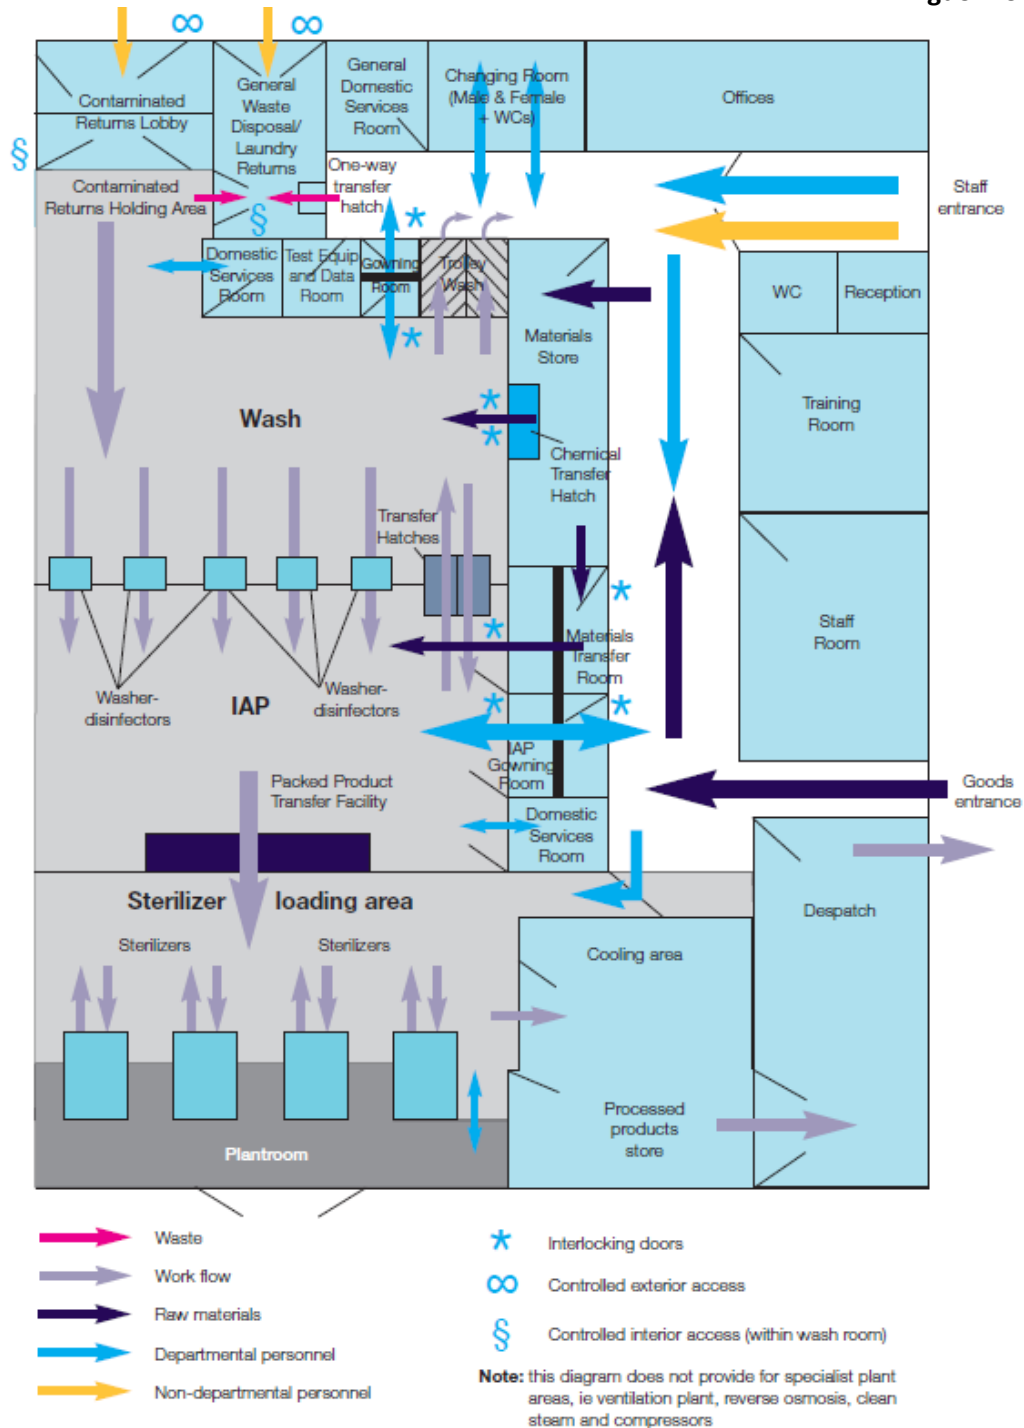 ∞
∞
General
Domestic
Services
Room
Changing Room
(Male & Female
+ WCs)
Offices
Contaminated
Returns Lobby
General
Waste
Disposal/
Laundry
Returns
§
Contaminated
Returns Holding Area
§
One-way
transfer
hatch
Staff
entrance
*
Domestic
Services
Room
Test Equip
and Data
Room
Gowning
Room
Trolley
Wash
*
WC
Reception
Materials
Store
Training
Room
Wash
*
*
Chemical
Transfer
Hatch
Transfer
Hatches
*
*
Materials
Transfer
Room
Staff
Room
Washer-
disinfectors
Washer-
disinfectors
IAP
*
*
IAP
Gowning
Room
Packed Product
Transfer Facility
Goods
entrance
Domestic
Services
Room
Sterilizer loading area
Sterilizers
Sterilizers
Cooling area
Despatch
Processed
products
store
Plantroom
Waste
Work flow
Raw materials
Departmental personnel
Non-departmental personnel
* Interlocking doors
∞ Controlled exterior access
§ Controlled interior access (within wash room)
Note: this diagram does not provide for specialist plant
areas, ie ventilation plant, reverse osmosis, clean
steam and compressors